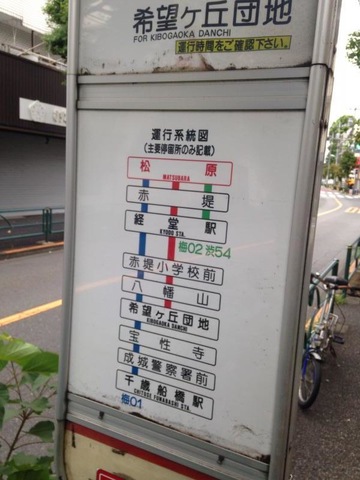 希望ヶ丘団地
FOR KIBOGAOKA DANCHI
運行時間をご確認下さい。
運行系統図
(主要停留所のみ記載)
松原
MATSUBARA
赤堤
経堂駅
KYODO STA.
梅02 渋54
赤堤小学校前
八幡山
希望ヶ丘団地
KIBOGAOKA DANCHI
宝性寺
成城警察署前
千歳船橋駅
CHITOSE FUNABASHI STA.
梅01